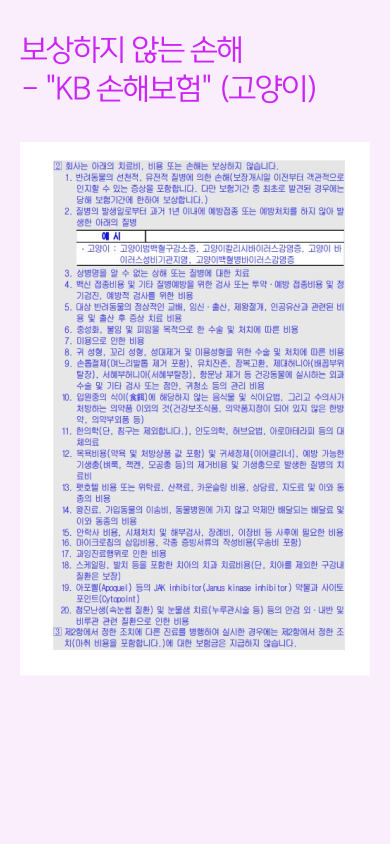 보상하지 않는 손해
- "KB 손해보험" (고양이)
② 회사는 아래의 치료비, 비용 또는 손해는 보상하지 않습니다.
1. 반려동물의 선천적, 유전적 질병에 의한 손해(보장개시일 이전부터 객관적으로
인지할 수 있는 증상을 포함합니다. 다만 보험기간 중 최초로 발견된 경우에는
당해 보험기간에 한하여 보상합니다.)
2. 질병의 발생일로부터 과거 1년 이내에 예방접종 또는 예방처치를 하지 않아 발
생한 아래의 질병
예 시
· 고양이 : 고양이범백혈구감소증, 고양이칼리시바이러스감염증, 고양이 바
이러스성비기관지염, 고양이백혈병바이러스감염증
3. 상병명을 알 수 없는 상해 또는 질병에 대한 치료
4. 백신 접종비용 및 기타 질병예방을 위한 검사 또는 투약·예방 접종비용 및 정
기검진, 예방적 검사를 위한 비용
5. 대상 반려동물의 정상적인 교배, 임신·출산, 제왕절개, 인공유산과 관련된 비
용 및 출산 후 증상 치료 비용
6. 중성화, 불임 및 피임을 목적으로 한 수술 및 처치에 따른 비용
7. 미용으로 인한 비용
8. 귀 성형, 꼬리 성형, 성대제거 및 미용성형을 위한 수술 및 처치에 따른 비용
9. 손톱절제(며느리발톱 제거 포함), 유치잔존, 잠복고환, 제대허니아(배꼽부위
탈장), 서혜부허니아(서혜부탈장), 항문낭 제거 등 건강동물에 실시하는 외과
수술 및 기타 검사 또는 점안, 귀청소 등의 관리 비용
10. 입원중의 식이(食餌)에 해당하지 않는 음식물 및 식이요법, 그리고 수의사가
처방하는 의약품 이외의 것(건강보조식품, 의약품지정이 되어 있지 않은 한방
약, 의약부외품 등)
11. 한의학(단, 침구는 제외합니다.), 인도의학, 허브요법, 아로마테라피 등의 대
체의료
12. 목욕비용(약욕 및 처방상품 값 포함) 및 귀세정제(이어클리너), 예방 가능한
기생충(벼룩, 젝켄, 모공충 등)의 제거비용 및 기생충으로 발생한 질병의 치
료비
13. 펫호텔 비용 또는 위탁료, 산책료, 카운슬링 비용, 상담료, 지도료 및 이와 동
종의 비용
14. 왕진료, 가입동물의 이송비, 동물병원에 가지 않고 약제만 배달되는 배달료 및
이와 동종의 비용
15. 안락사 비용, 시체처치 및 해부검사, 장례비, 이장비 등 사후에 필요한 비용
16. 마이크로칩의 삽입비용, 각종 증빙서류의 작성비용(우송비 포함)
17. 과잉진료행위로 인한 비용
18. 스케일링, 발치 등을 포함한 치아의 치과 치료비용(단, 치아를 제외한 구강내
질환은 보장)
19. 아포퀠(Apoquel) 등의 JAK inhibitor(Janus kinase inhibitor) 약물과 사이토
포인트(Cytopoint)
20. 첨모난생(속눈썹 질환) 및 눈물샘 치료(누루관시술 등) 등의 안검 외·내반 및
비루관 관련 질환으로 인한 비용
③ 제2항에서 정한 조치에 다른 진료를 병행하여 실시한 경우에는 제2항에서 정한 조
치(마취 비용을 포함합니다.)에 대한 보험금은 지급하지 않습니다.